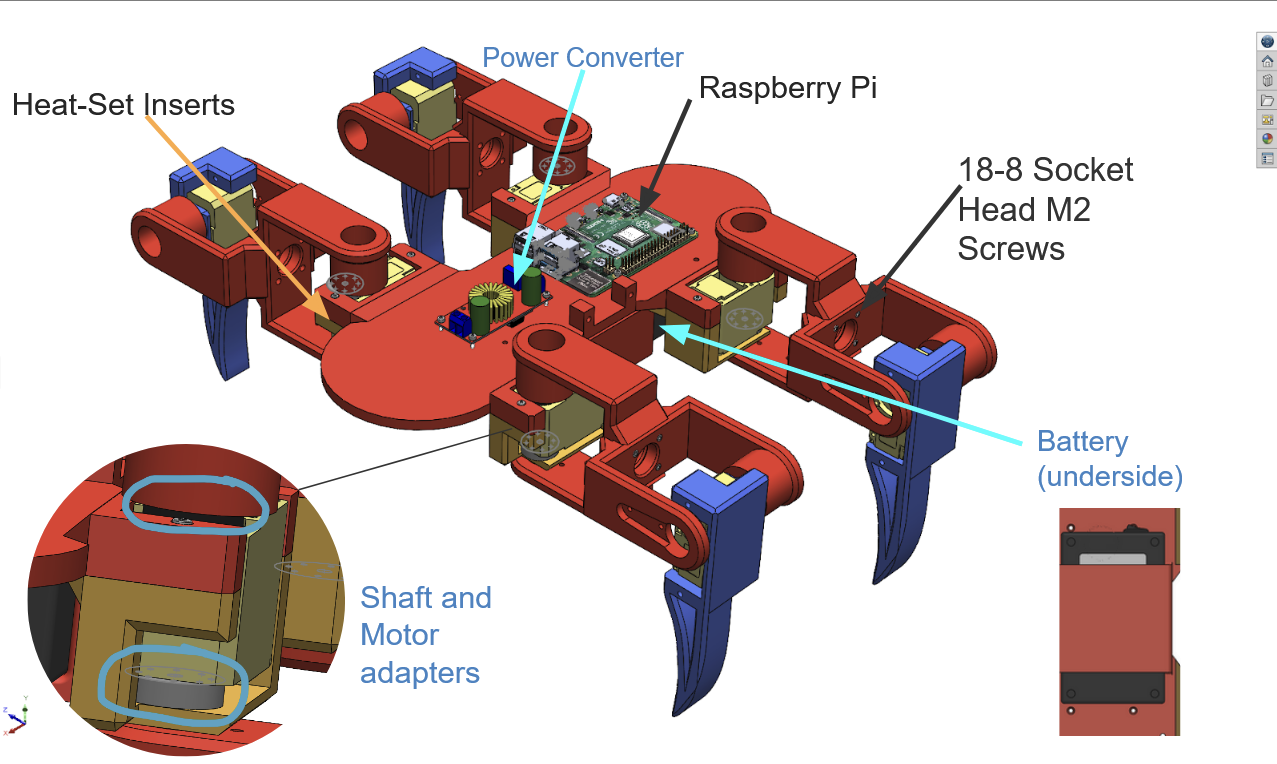 Power Converter
Raspberry Pi
Heat-Set Inserts
18-8 Socket
Head M2
Screws
Battery
(underside)
Shaft and
Motor
adapters
Y
Z
X